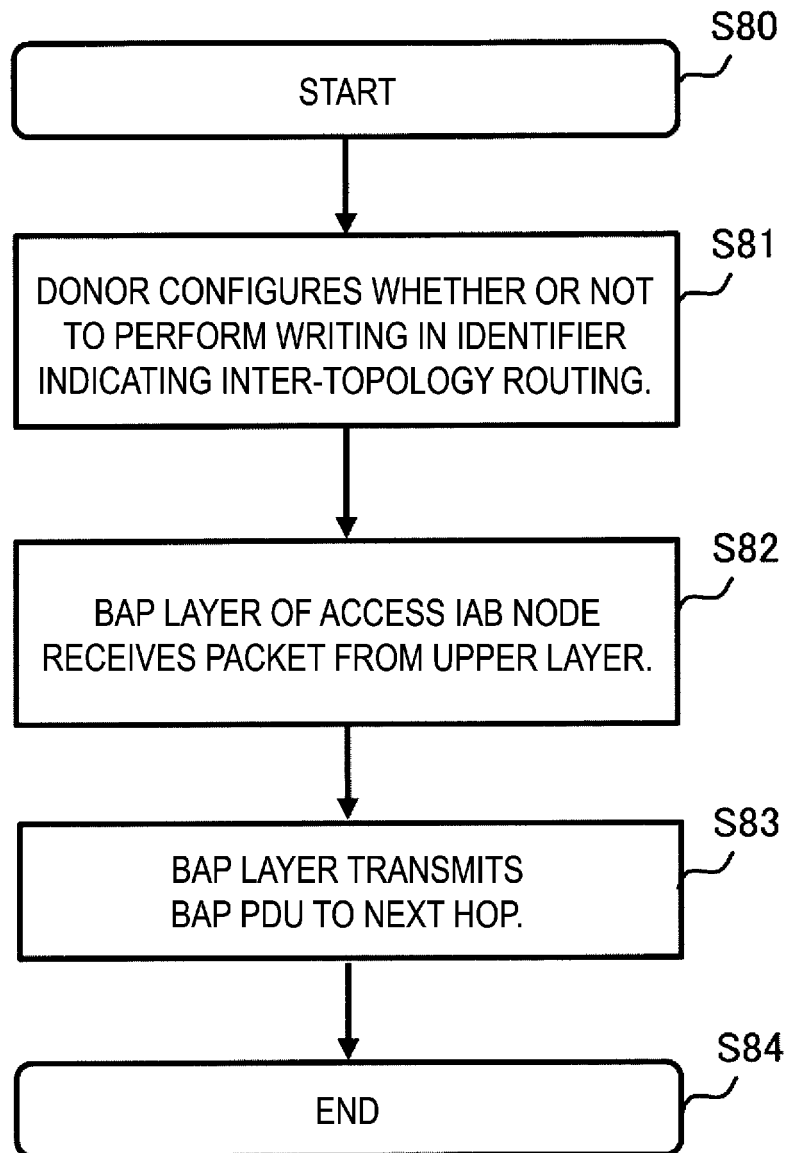 S80
START
S81
DONOR CONFIGURES WHETHER OR NOT
TO PERFORM WRITING IN IDENTIFIER
INDICATING INTER-TOPOLOGY ROUTING.
S82
BAP LAYER OF ACCESS IAB NODE
RECEIVES PACKET FROM UPPER LAYER.
S83
BAP LAYER TRANSMITS
BAP PDU TO NEXT HOP.
S84
END